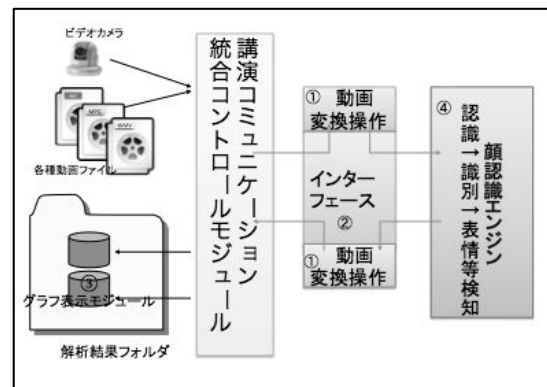 ビデオカメラ
MPG
WMV
各種動画ファイル
講演コミュニケーション
統合コントロールモジュール
① 動画
変換操作
インター
フェース
②
① 動画
変換操作
④
顔認識エンジン
認識→識別→表情等検知
③
グラフ表示モジュール
解析結果フォルダ